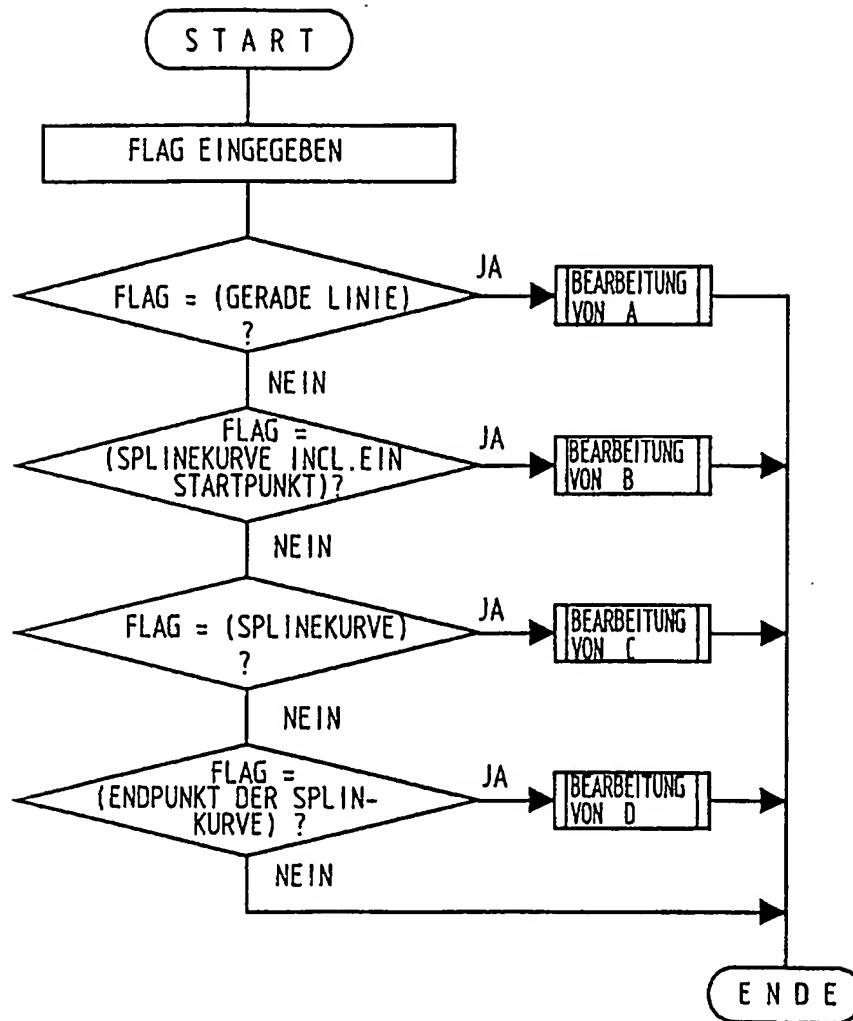 START
FLAG EINGEGEBEN
FLAG = (GERADE LINIE)
?
JA
BEARBEITUNG
VON A
NEIN
FLAG =
(SPLINEKURVE INCL.EIN
STARTPUNKT)?
JA
BEARBEITUNG
VON B
NEIN
FLAG = (SPLINEKURVE)
?
JA
BEARBEITUNG
VON C
NEIN
FLAG =
(ENDPUNKT DER SPLIN-
KURVE) ?
JA
BEARBEITUNG
VON D
NEIN
ENDE